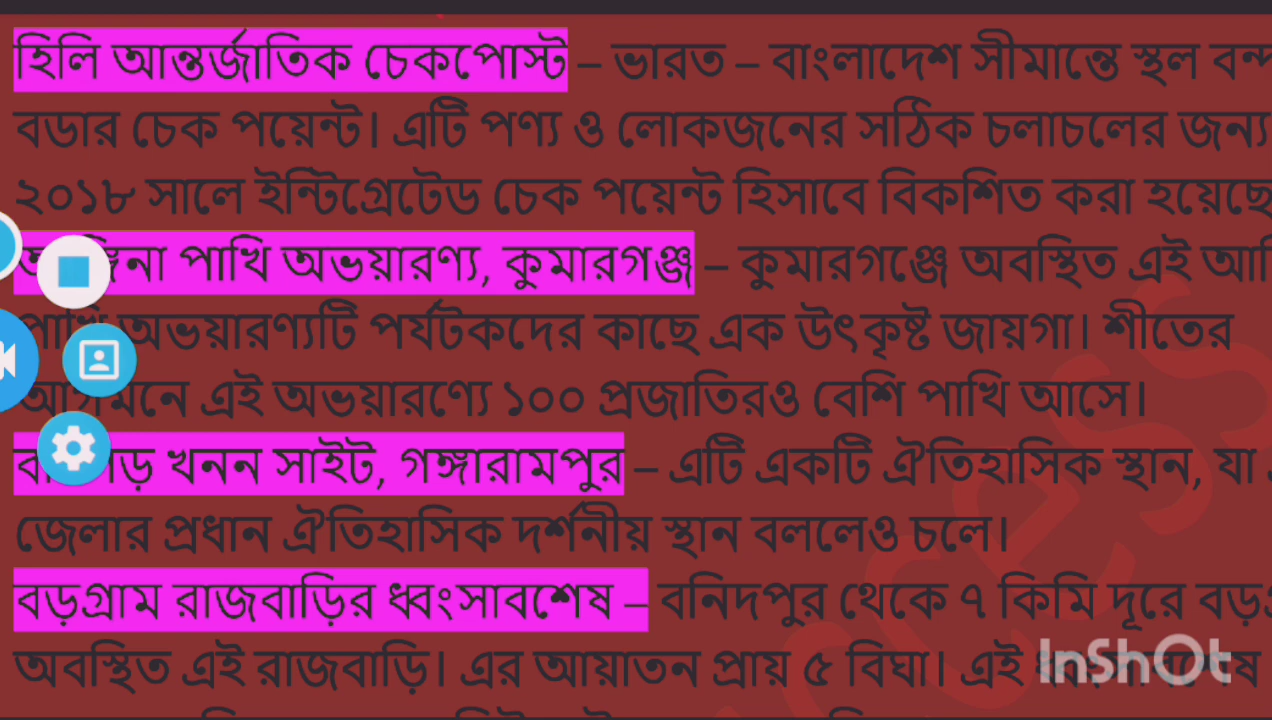 হিলি আন্তর্জাতিক চেকপোস্ট – ভারত – বাংলাদেশ সীমান্তে স্থল
বডার চেক পয়েন্ট। এটি পণ্য ও লোকজনের সঠিক চলাচলের জন্য
২০১৮ সালে ইন্টিগ্রেটেড চেক পয়েন্ট হিসাবে বিকশিত করা হয়েছে
পাখি অভয়ারণ্য, কুমারগঞ্জ – কুমারগঞ্জে অবস্থিত এই
পাখি অভয়ারণ্যটি পর্যটকদের কাছে এক উৎকৃষ্ট জায়গা। শীতের
আগমনে এই অভয়ারণ্যে ১০০ প্রজাতিরও বেশি পাখি আসে।
খনন সাইট, গঙ্গারামপুর – এটি একটি ঐতিহাসিক স্থান, যা
জেলার প্রধান ঐতিহাসিক দর্শনীয় স্থান বললেও চলে।
বড়গ্রাম রাজবাড়ির ধ্বংসাবশেষ – বনিদপুর থেকে ৭ কিমি দূরে
অবস্থিত এই রাজবাড়ি। এর আয়াতন প্রায় ৫ বিঘা। এই
InShOt